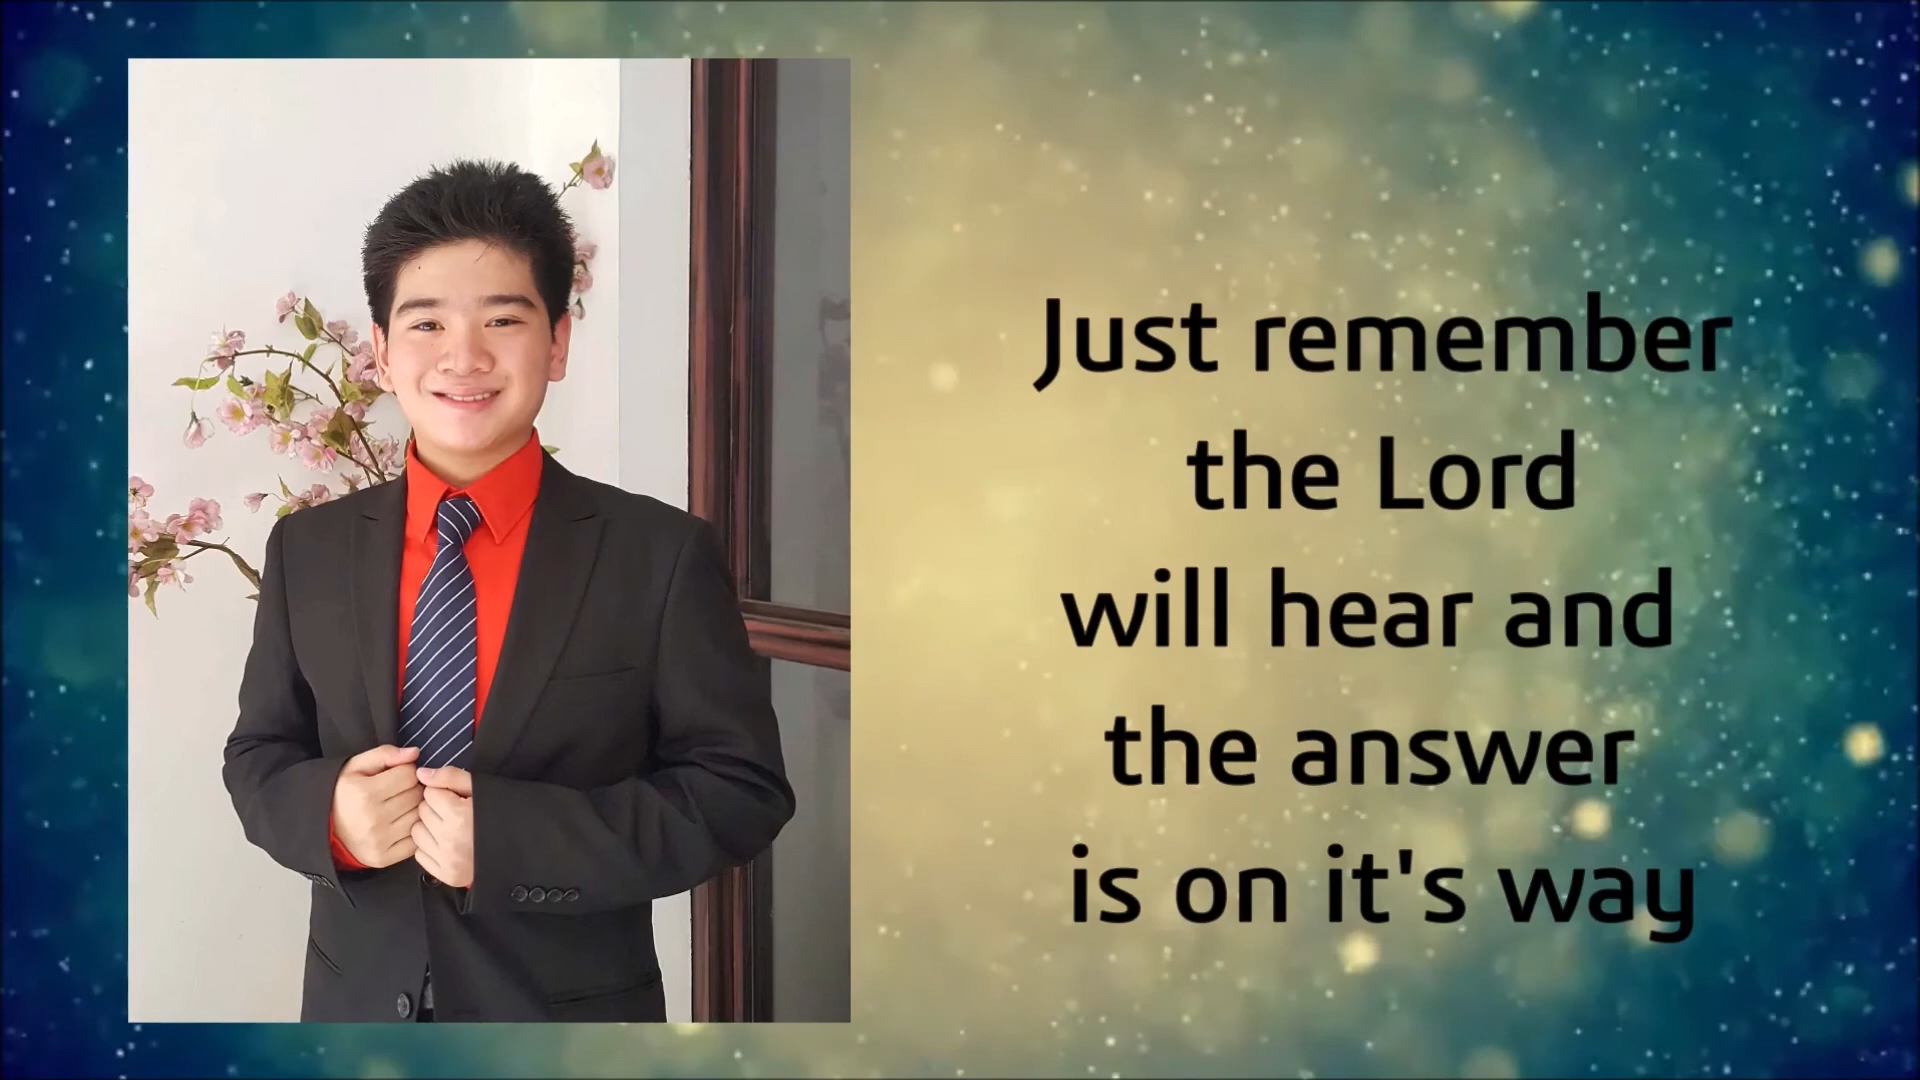 Just remember
the Lord
will hear and
the answer
is on it's way